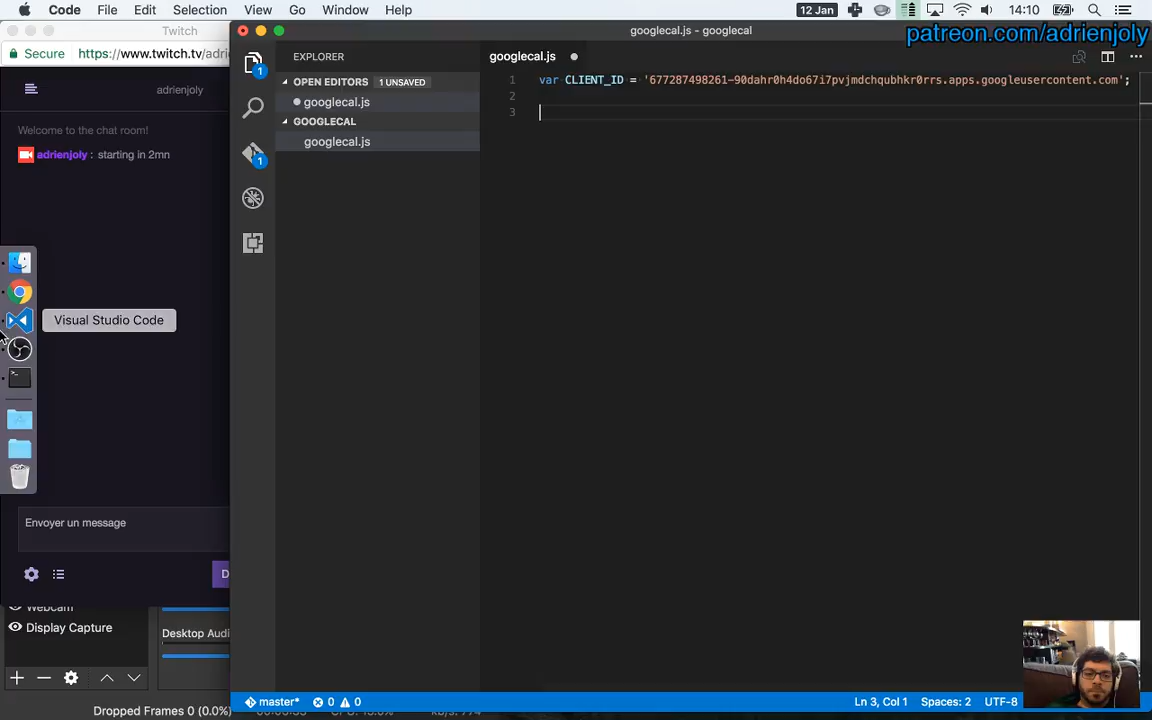 Code File Edit Selection View Go Window Help 12 Jan 14:10
patreon.com/adrienjoly
Twitch
Secure https://www.twitch.tv/adri
adrienjoly
Welcome to the chat room!
adrienjoly : starting in 2mn
Visual Studio Code
Envoyer un message
D
Webcam
Display Capture
Desktop Audi
Dropped Frames 0 (0.0%)
googlecal.js - googlecal
EXPLORER
OPEN EDITORS 1 UNSAVED
googlecal.js
GOOGLECAL
googlecal.js
1
1
googlecal.js
1 var CLIENT_ID = '677287498261-90dahr0h4do67i7pvjmdchqubhkr0rrs.apps.googleusercontent.com';
2
3
master* 0 0 Ln 3, Col 1 Spaces: 2 UTF-8